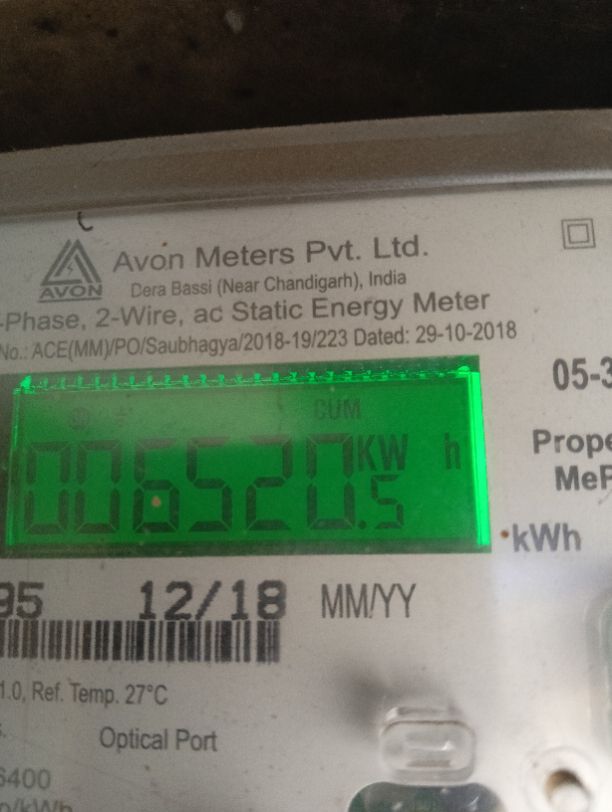 Avon Meters Pvt. Ltd.
AVON
Dera Bassi (Near Chandigarh), India
-Phase, 2-Wire, ac Static Energy Meter
No.: ACE(MM)/PO/Saubhagya/2018-19/223 Dated: 29-10-2018
05-3
CUM
006520.5 KW h
Prope
MeP
kWh
95 12/18 MM/YY
1.0, Ref. Temp. 27°C
Optical Port
6400
p/kWh